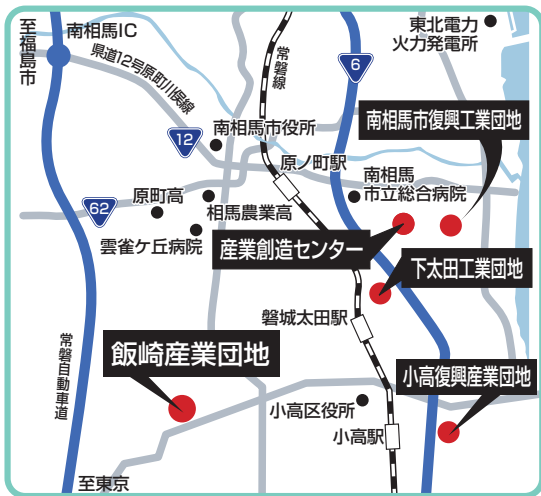 至福島市
南相馬IC
県道12号原町川俣線
常磐線
6
東北電力
火力発電所
南相馬市復興工業団地
12
南相馬市役所
原ノ町駅
南相馬
市立総合病院
62
原町高
相馬農業高
雲雀ケ丘病院
産業創造センター
下太田工業団地
磐城太田駅
飯崎産業団地
小高復興産業団地
常磐自動車道
小高区役所
小高駅
至東京